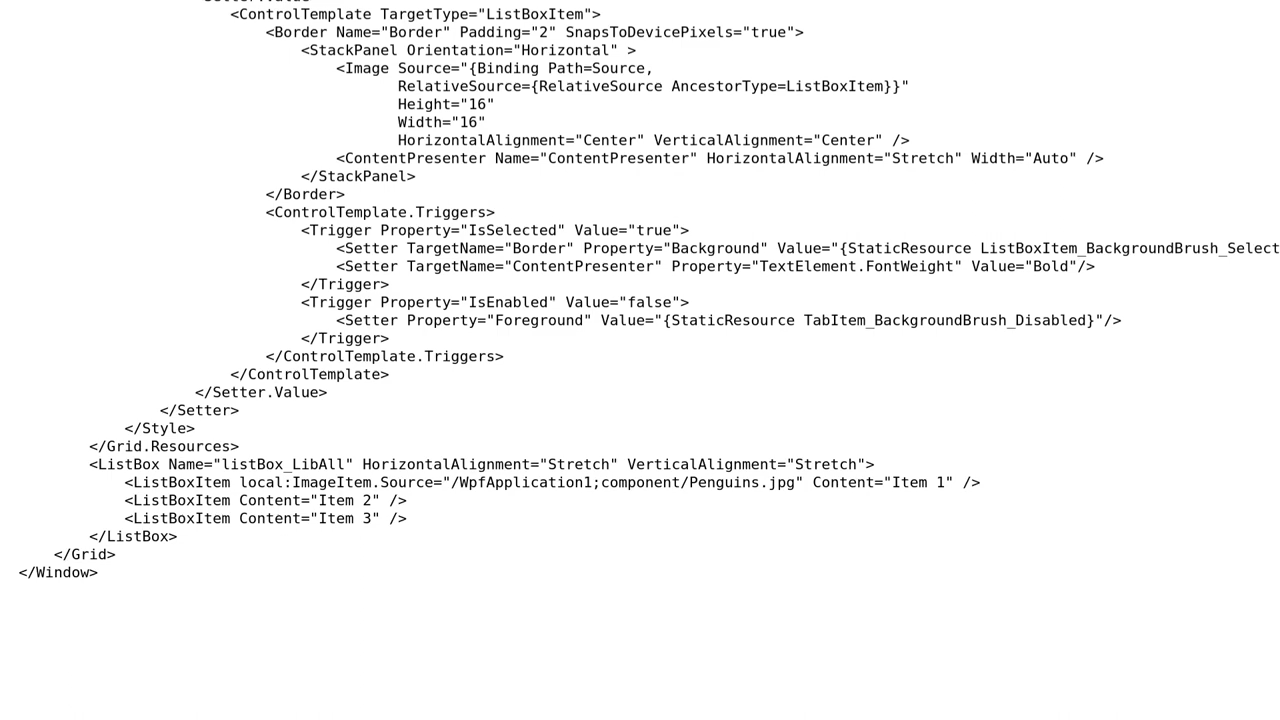 <ControlTemplate TargetType="ListBoxItem">
<Border Name="Border" Padding="2" SnapsToDevicePixels="true">
<StackPanel Orientation="Horizontal" >
<Image Source="{Binding Path=Source,
RelativeSource={RelativeSource AncestorType=ListBoxItem}}"
Height="16"
Width="16"
HorizontalAlignment="Center" VerticalAlignment="Center" />
<ContentPresenter Name="ContentPresenter" HorizontalAlignment="Stretch" Width="Auto" />
</StackPanel>
</Border>
<ControlTemplate.Triggers>
<Trigger Property="IsSelected" Value="true">
<Setter TargetName="Border" Property="Background" Value="{StaticResource ListBoxItem_BackgroundBrush_Select
<Setter TargetName="ContentPresenter" Property="TextElement.FontWeight" Value="Bold"/>
</Trigger>
<Trigger Property="IsEnabled" Value="false">
<Setter Property="Foreground" Value="{StaticResource TabItem_BackgroundBrush_Disabled}"/>
</Trigger>
</ControlTemplate.Triggers>
</ControlTemplate>
</Setter.Value>
</Setter>
</Style>
</Grid.Resources>
<ListBox Name="listBox_LibAll" HorizontalAlignment="Stretch" VerticalAlignment="Stretch">
<ListBoxItem local:ImageItem.Source="/WpfApplication1;component/Penguins.jpg" Content="Item 1" />
<ListBoxItem Content="Item 2" />
<ListBoxItem Content="Item 3" />
</ListBox>
</Grid>
</Window>